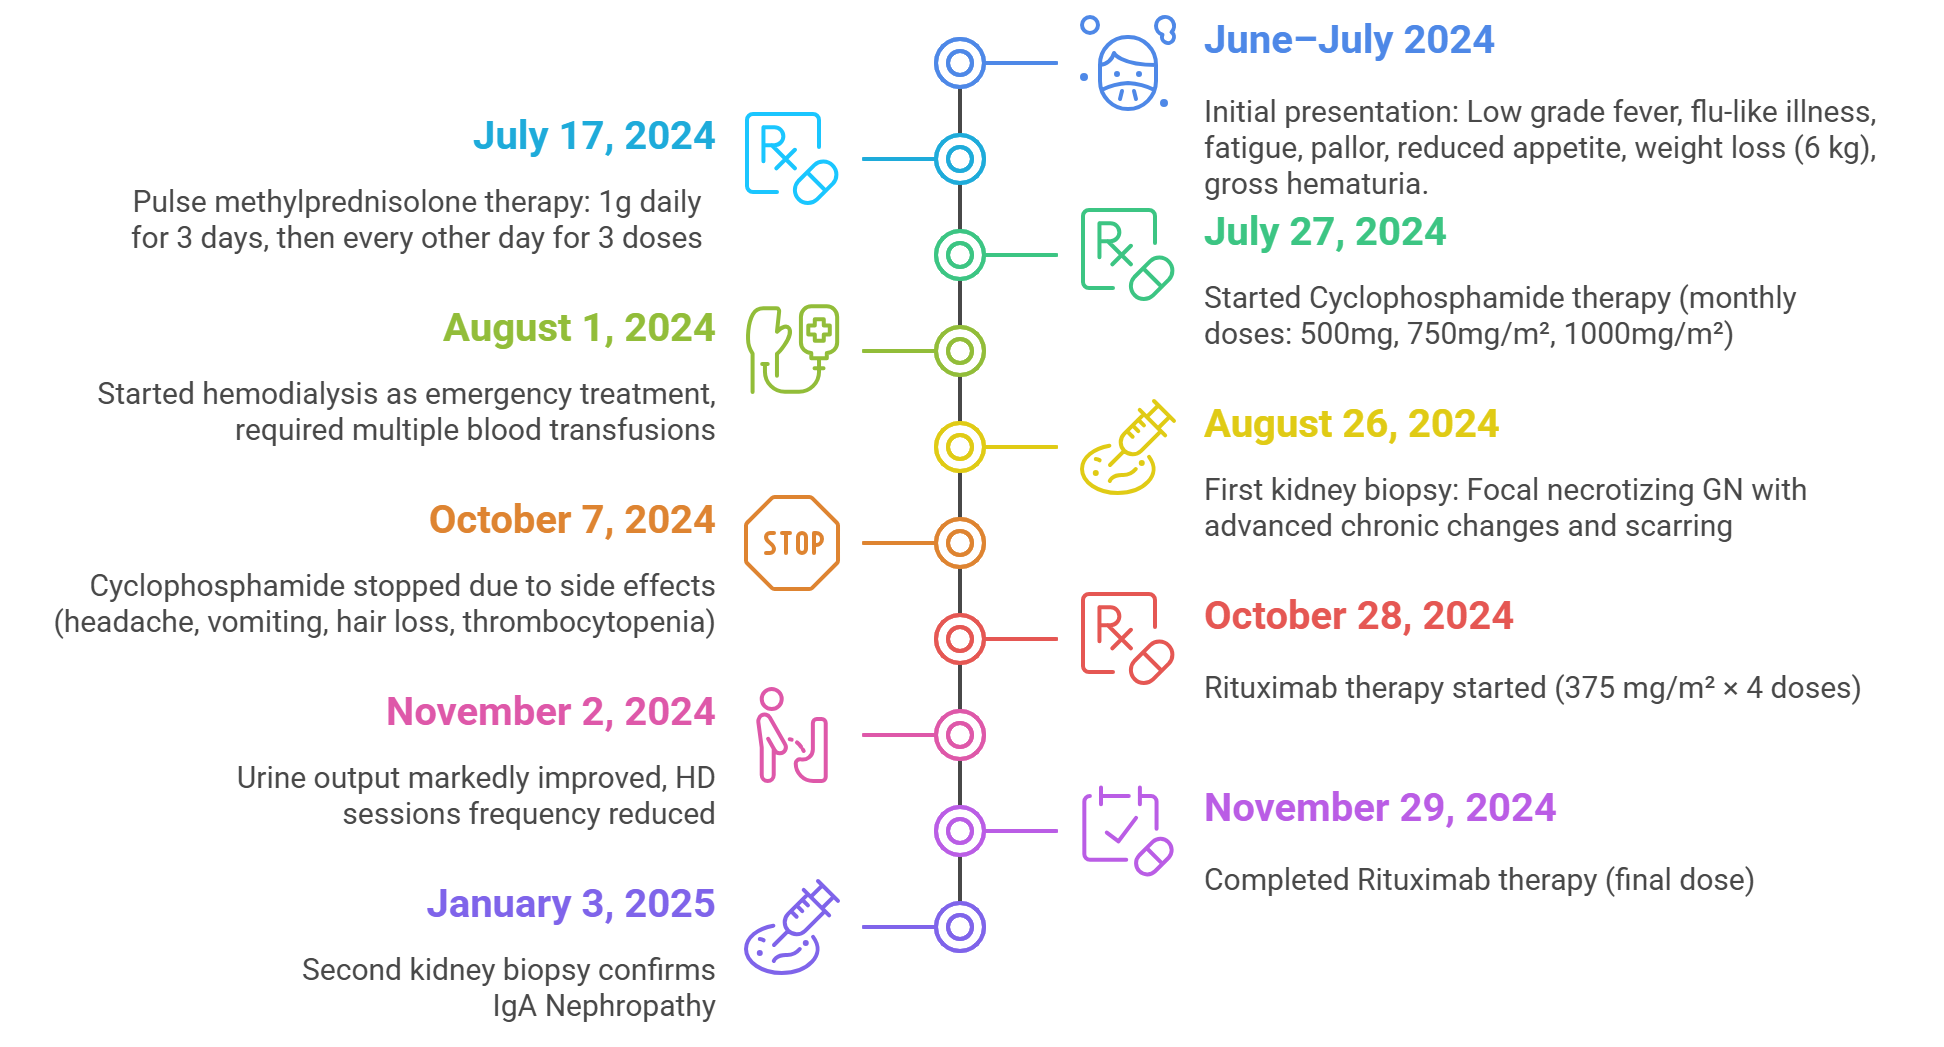 June–July 2024
Initial presentation: Low grade fever, flu-like illness,
fatigue, pallor, reduced appetite, weight loss (6 kg),
gross hematuria.
July 17, 2024
Rx
Pulse methylprednisolone therapy: 1g daily
for 3 days, then every other day for 3 doses
July 27, 2024
Rx
Started Cyclophosphamide therapy (monthly
doses: 500mg, 750mg/m², 1000mg/m²)
August 1, 2024
Started hemodialysis as emergency treatment,
required multiple blood transfusions
August 26, 2024
First kidney biopsy: Focal necrotizing GN with
advanced chronic changes and scarring
October 7, 2024
STOP
Cyclophosphamide stopped due to side effects
(headache, vomiting, hair loss, thrombocytopenia)
October 28, 2024
Rx
Rituximab therapy started (375 mg/m² × 4 doses)
November 2, 2024
Urine output markedly improved, HD
sessions frequency reduced
November 29, 2024
Completed Rituximab therapy (final dose)
January 3, 2025
Second kidney biopsy confirms
IgA Nephropathy